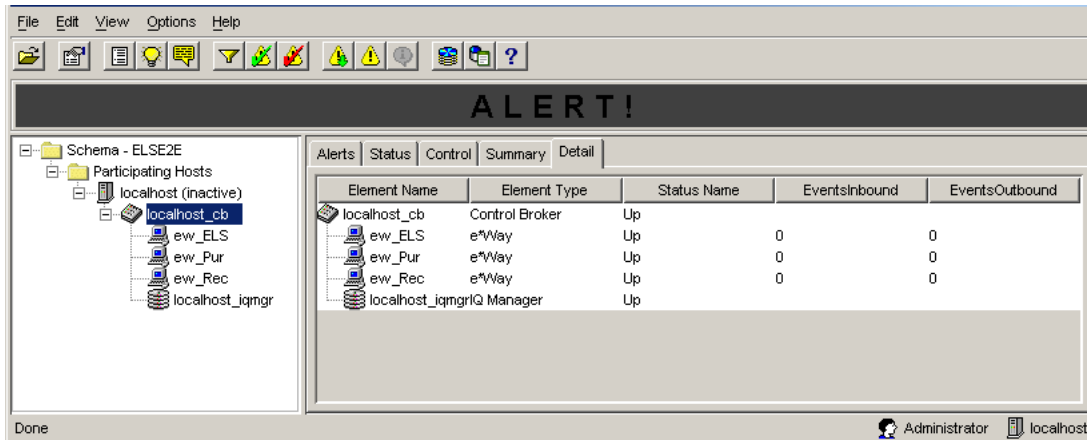 File Edit View Options Help
ALERT!
Schema - ELSE2E
Participating Hosts
localhost (inactive)
localhost_cb
ew_ELS
ew_Pur
ew_Rec
localhost_iqmgr
Alerts Status Control Summary Detail
Element Name Element Type Status Name EventsInbound EventsOutbound
localhost_cb Control Broker Up
ew_ELS e*Way Up 0 0
ew_Pur e*Way Up 0 0
ew_Rec e*Way Up 0 0
localhost_iqmgr IQ Manager Up
Done Administrator localhost